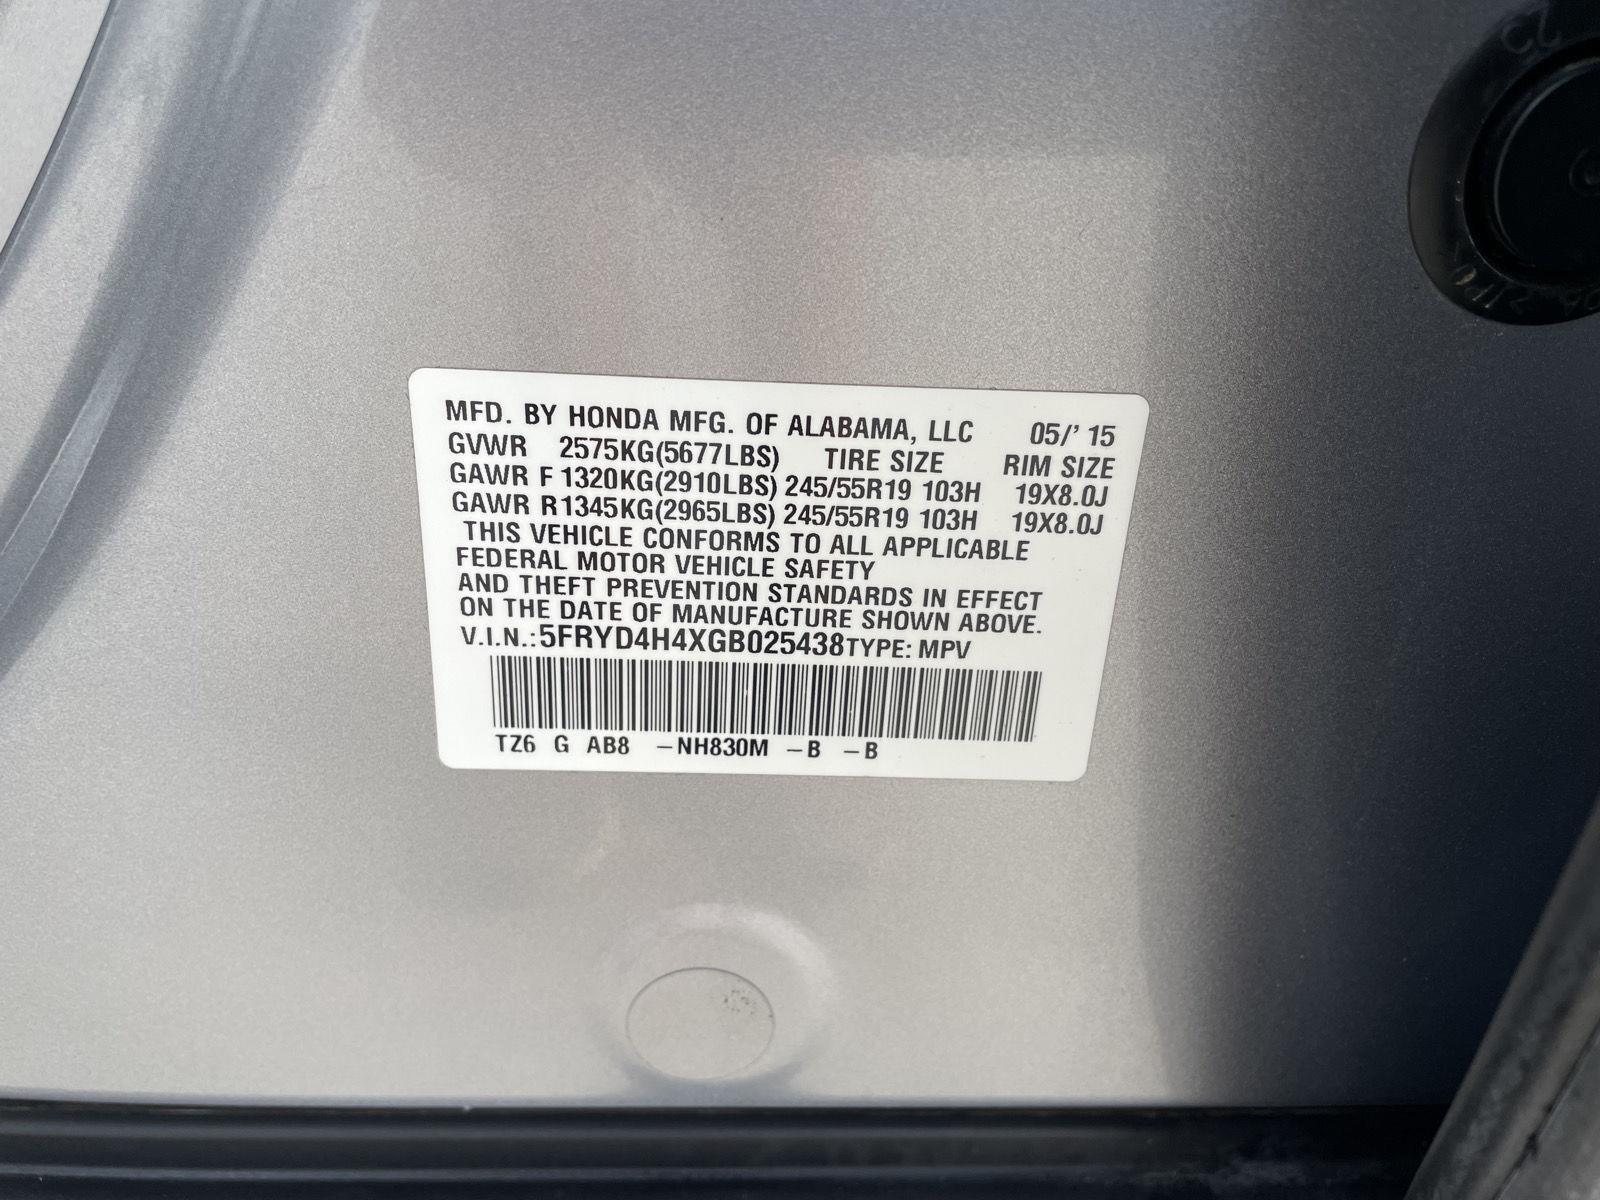 MFD. BY HONDA MFG. OF ALABAMA, LLC 05/' 15
GVWR 2575KG(5677LBS) TIRE SIZE RIM SIZE
GAWR F 1320KG(2910LBS) 245/55R19 103H 19X8.0J
GAWR R1345KG(2965LBS) 245/55R19 103H 19X8.0J
THIS VEHICLE CONFORMS TO ALL APPLICABLE
FEDERAL MOTOR VEHICLE SAFETY
AND THEFT PREVENTION STANDARDS IN EFFECT
ON THE DATE OF MANUFACTURE SHOWN ABOVE.
V.I.N.:5FRYD4H4XGB025438TYPE: MPV
TZ6 G AB8 –NH830M –B –B